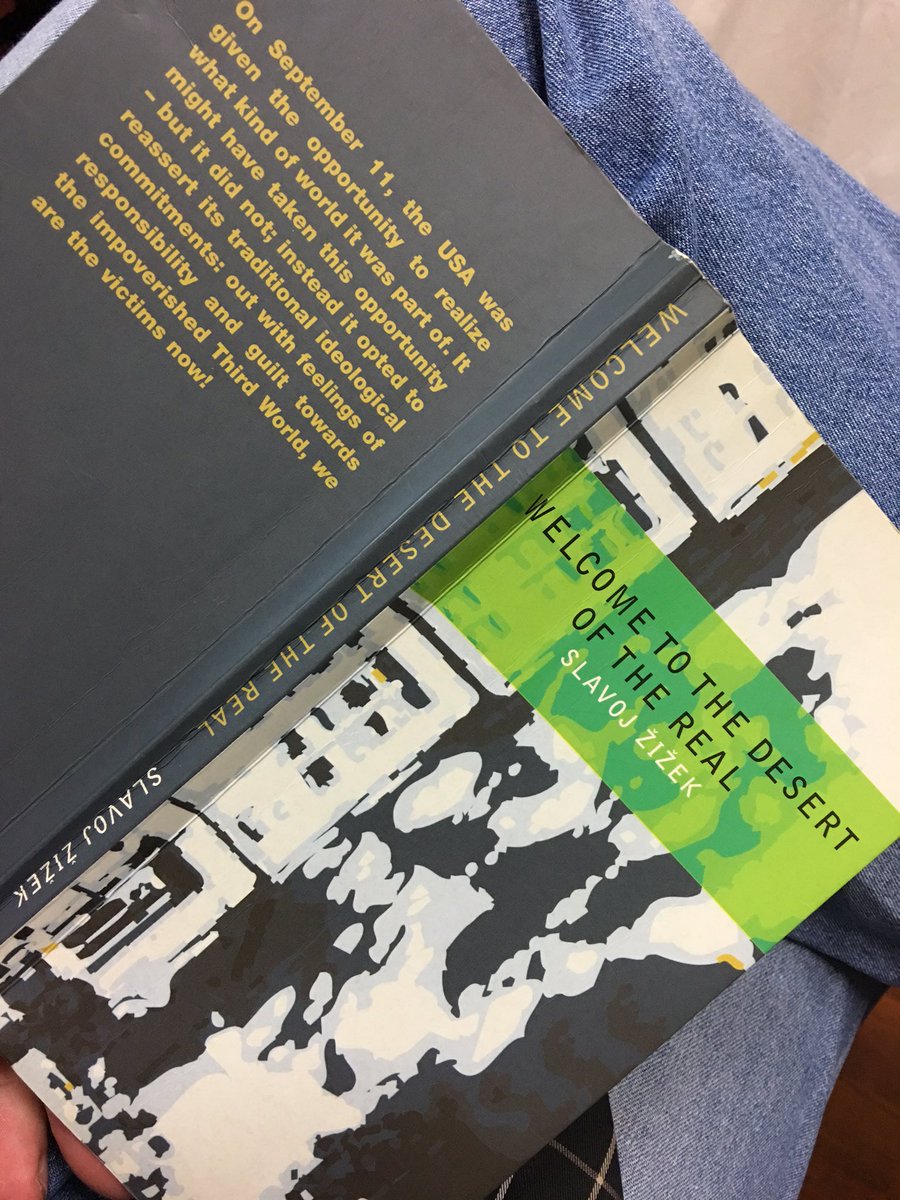 On September 11, the USA was
given the opportunity to realize
what kind of world it was part of. It
might have taken this opportunity
– but it did not; instead it opted to
reassert its traditional ideological
commitments: out with feelings of
responsibility and guilt towards
the impoverished Third World, we
are the victims now!
WELCOME TO THE DESERT OF THE REAL SLAVOJ ŽIŽEK
WELCOME TO THE DESERT
OF THE REAL
SLAVOJ ŽIŽEK